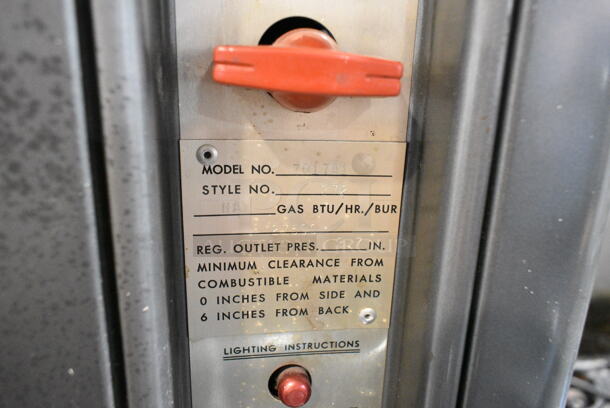 MODEL NO.
STYLE NO.
GAS BTU/HR./BUR
REG. OUTLET PRES. IN.
MINIMUM CLEARANCE FROM
COMBUSTIBLE MATERIALS
0 INCHES FROM SIDE AND
6 INCHES FROM BACK
LIGHTING INSTRUCTIONS